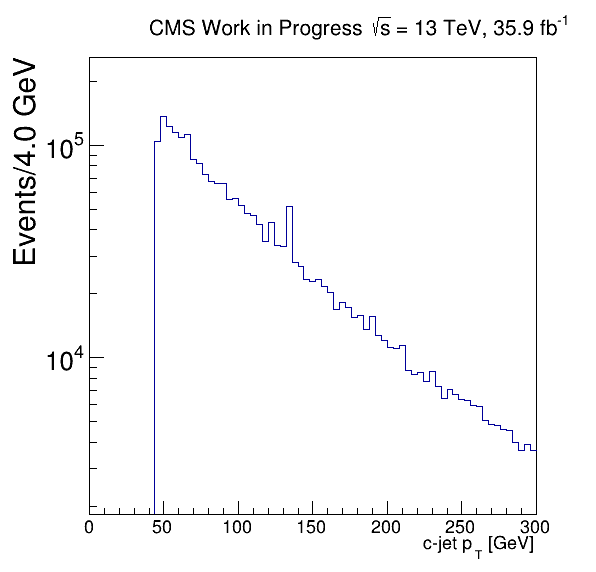 CMS Work in Progress √s = 13 TeV, 35.9 fb⁻¹
Events/4.0 GeV
10⁵
10⁴
0 50 100 150 200 250 300
c-jet p_T [GeV]